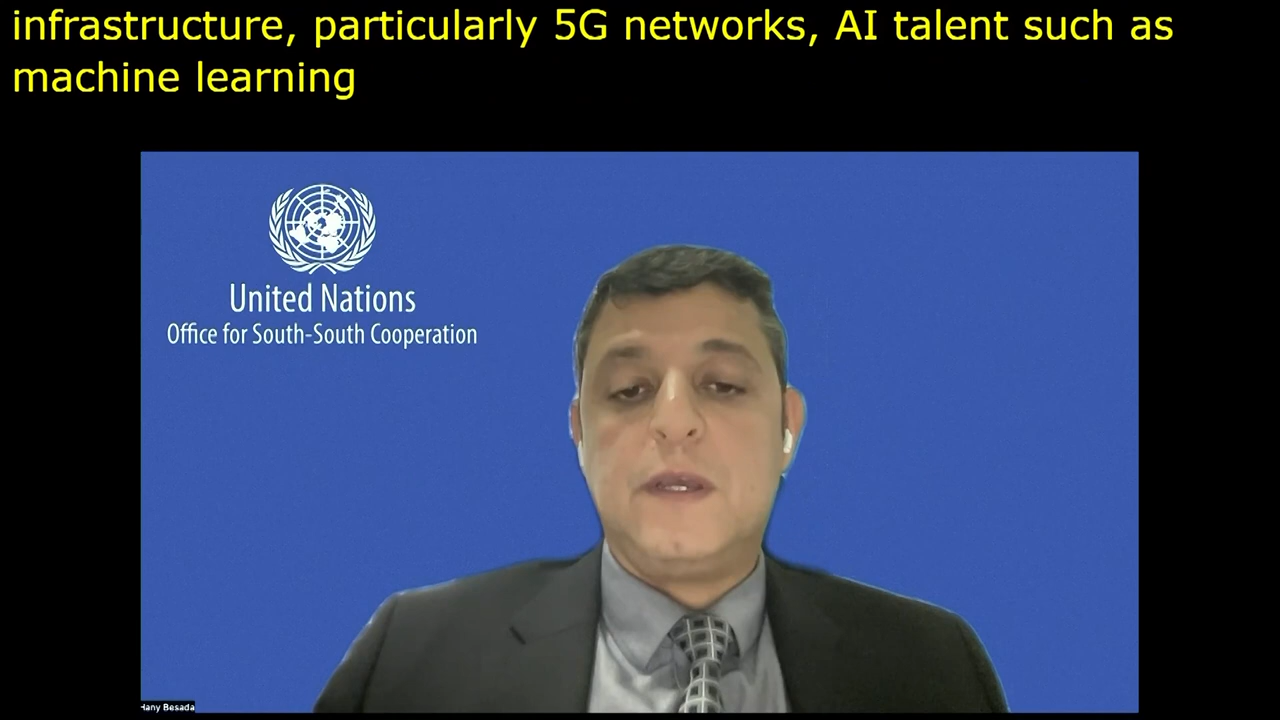 infrastructure, particularly 5G networks, AI talent such as
machine learning
United Nations
Office for South-South Cooperation
Hany Besada